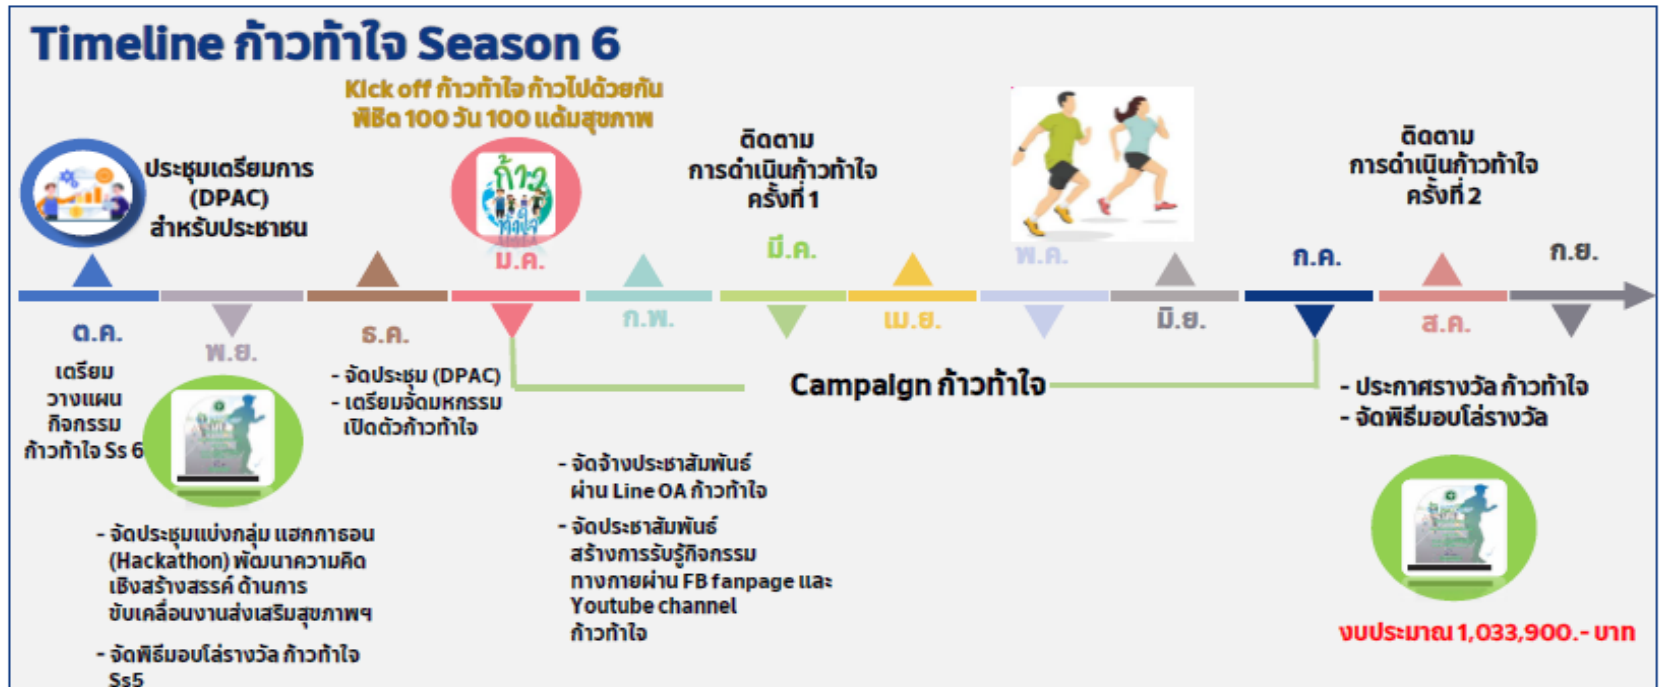 Timeline ก้าวท้าใจ Season 6
Kick off ก้าวท้าใจ ก้าวไปด้วยกัน
พิชิต 100 วัน 100 แต้มสุขภาพ
ประชุมเตรียมการ
(DPAC)
สำหรับประชาชน
ก้าว
ท้าใจ
ติดตาม
การดำเนินก้าวท้าใจ
ครั้งที่ 1
ติดตาม
การดำเนินก้าวท้าใจ
ครั้งที่ 2
ม.ค.
มี.ค.
พ.ค.
ก.ค.
ก.ย.
ต.ค.
พ.ย.
ธ.ค.
ก.พ.
เม.ย.
มิ.ย.
ส.ค.
เตรียม
วางแผน
กิจกรรม
ก้าวท้าใจ Ss 6
- จัดประชุม (DPAC)
- เตรียมจัดมหกรรม
เปิดตัวก้าวท้าใจ
Campaign ก้าวท้าใจ
- ประกาศรางวัล ก้าวท้าใจ
- จัดพิธีมอบโล่รางวัล
- จัดจ้างประชาสัมพันธ์
ผ่าน Line OA ก้าวท้าใจ
- จัดประชาสัมพันธ์
สร้างการรับรู้กิจกรรม
ทางกายผ่าน FB fanpage และ
Youtube channel
ก้าวท้าใจ
- จัดประชุมแบ่งกลุ่ม แฮกกาธอน
(Hackathon) พัฒนาความคิด
เชิงสร้างสรรค์ ด้านการ
ขับเคลื่อนงานส่งเสริมสุขภาพฯ
- จัดพิธีมอบโล่รางวัล ก้าวท้าใจ
Ss5
งบประมาณ 1,033,900.- บาท